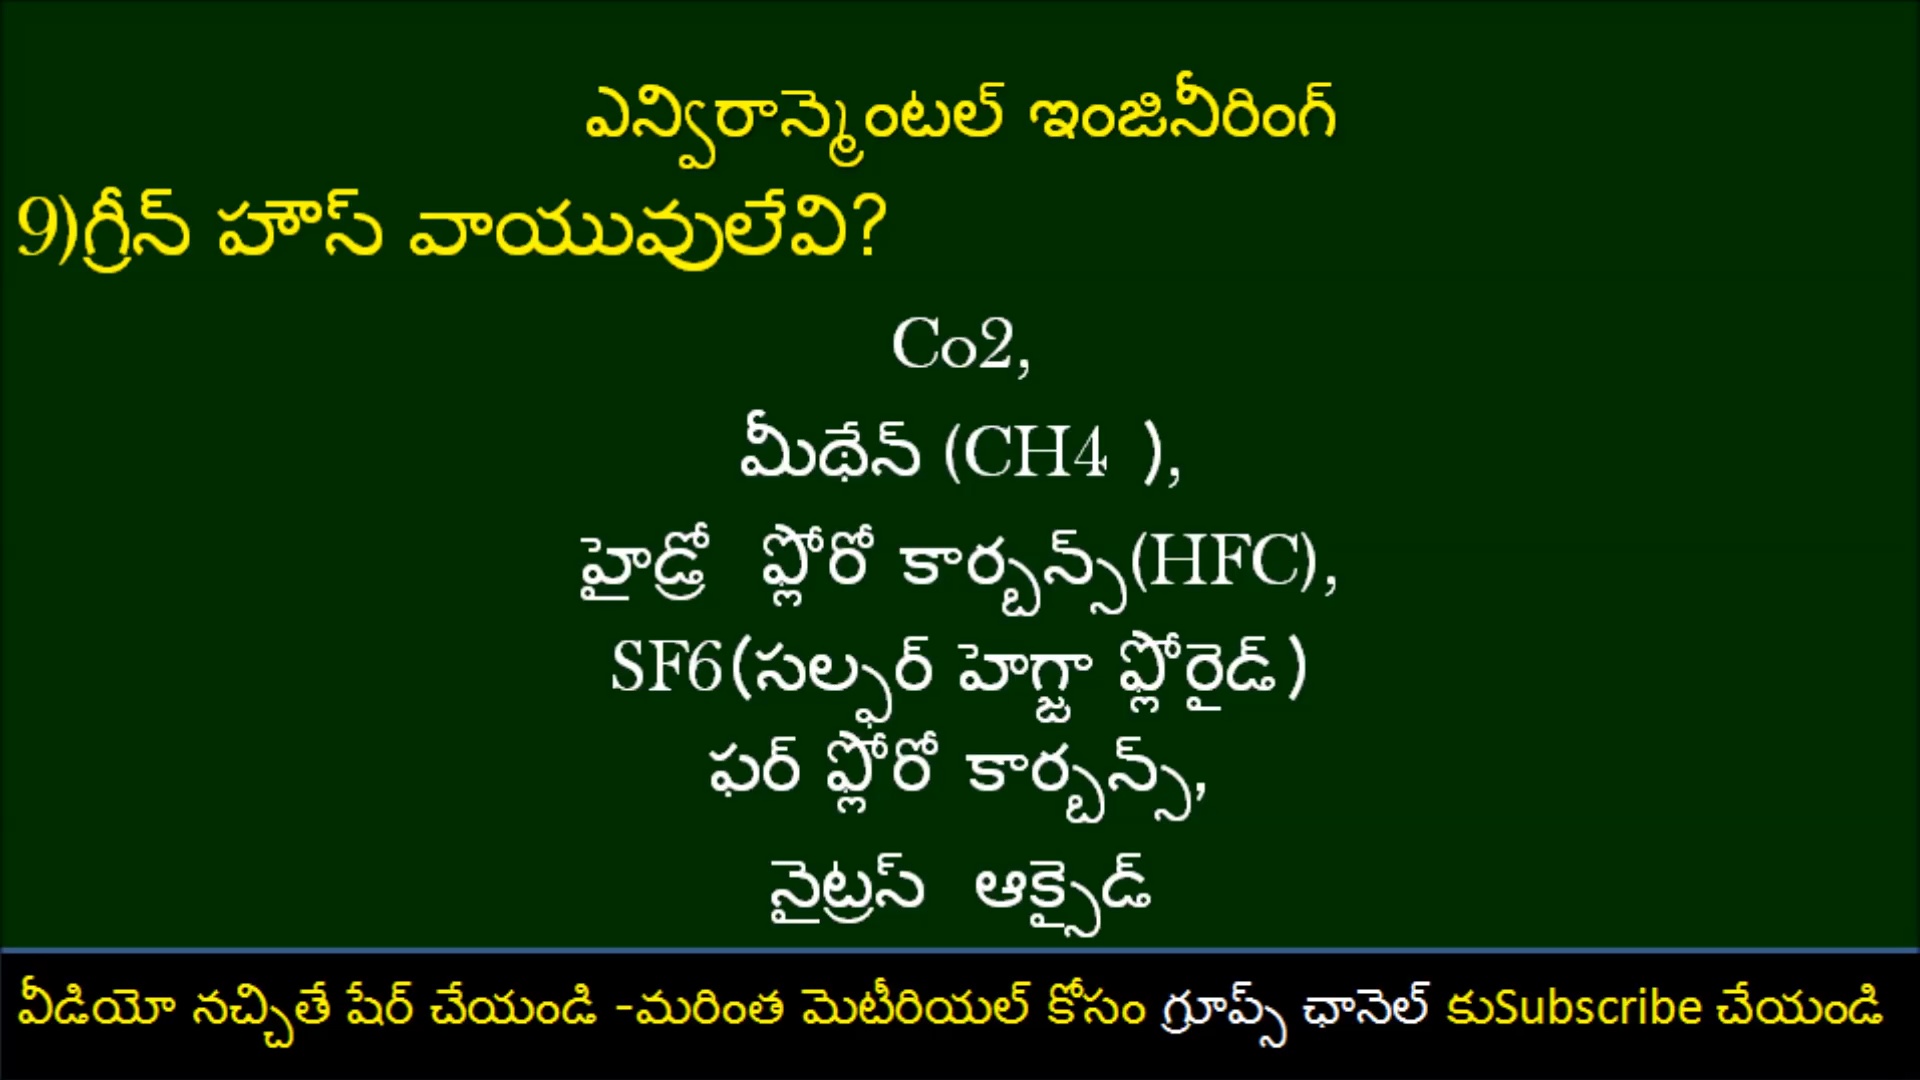 ఎన్విరాన్మెంటల్ ఇంజినీరింగ్
9)గ్రీన్ హౌస్ వాయువులేవి?
Co2,
మీథేన్ (CH4 ),
హైడ్రో ఫ్లోరో కార్బన్స్(HFC),
SF6(సల్ఫర్ హెగ్జా ఫ్లోరైడ్)
ఫర్ ఫ్లోరో కార్బన్స్,
నైట్రస్ ఆక్సైడ్
వీడియో నచ్చితే షేర్ చేయండి -మరింత మెటీరియల్ కోసం గ్రూప్స్ ఛానెల్ కుSubscribe చేయండి